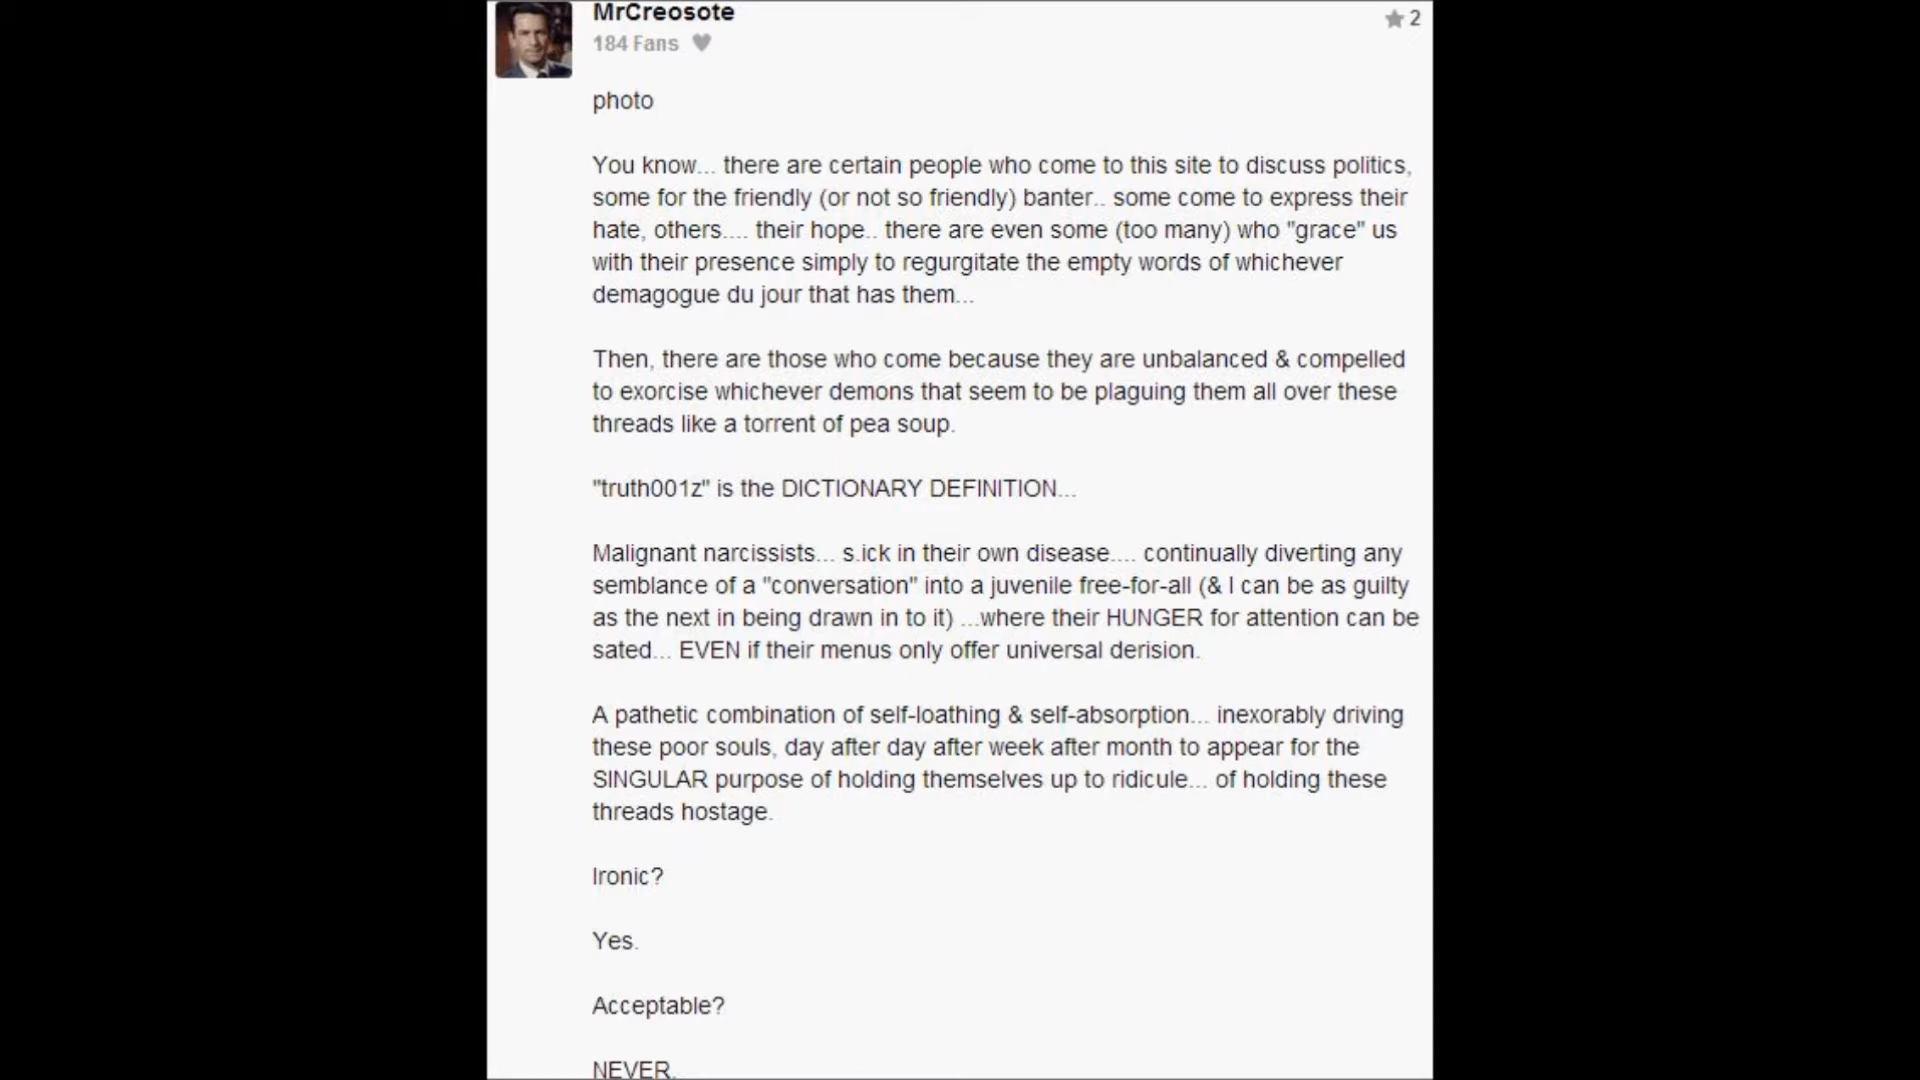 MrCreosote
2
184 Fans
photo
You know... there are certain people who come to this site to discuss politics,
some for the friendly (or not so friendly) banter.. some come to express their
hate, others.... their hope.. there are even some (too many) who "grace" us
with their presence simply to regurgitate the empty words of whichever
demagogue du jour that has them...
Then, there are those who come because they are unbalanced & compelled
to exorcise whichever demons that seem to be plaguing them all over these
threads like a torrent of pea soup.
"truth001z" is the DICTIONARY DEFINITION...
Malignant narcissists... s.ick in their own disease.... continually diverting any
semblance of a "conversation" into a juvenile free-for-all (& I can be as guilty
as the next in being drawn in to it) ...where their HUNGER for attention can be
sated... EVEN if their menus only offer universal derision.
A pathetic combination of self-loathing & self-absorption... inexorably driving
these poor souls, day after day after week after month to appear for the
SINGULAR purpose of holding themselves up to ridicule... of holding these
threads hostage.
Ironic?
Yes.
Acceptable?
NEVER.